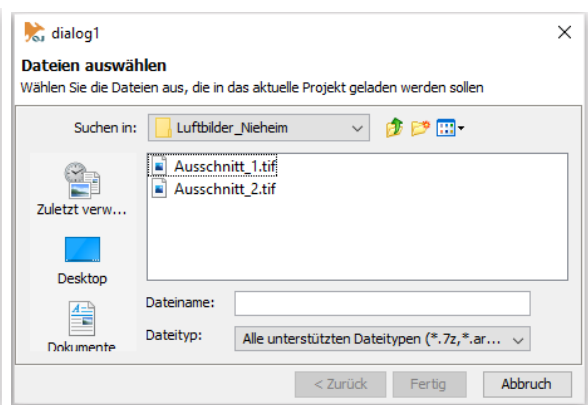 dialog1
Dateien auswählen
Wählen Sie die Dateien aus, die in das aktuelle Projekt geladen werden sollen
Suchen in:
Luftbilder_Nieheim
Ausschnitt_1.tif
Ausschnitt_2.tif
Zuletzt verw...
Desktop
Dokumente
Dateiname:
Dateityp:
Alle unterstützten Dateitypen (*.7z,*.ar...
< Zurück
Fertig
Abbruch